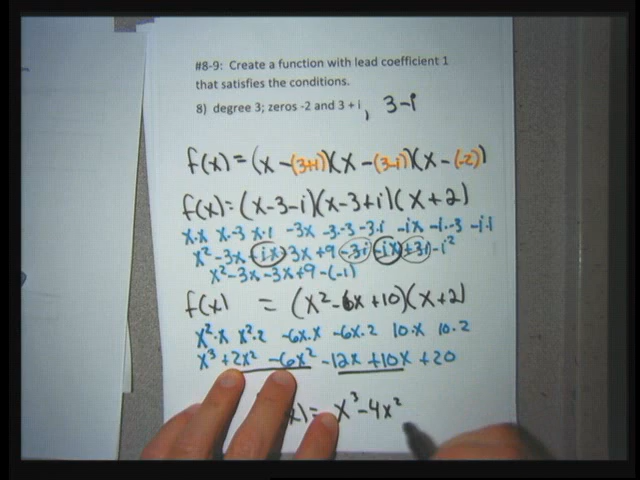 #8-9: Create a function with lead coefficient 1
that satisfies the conditions.
8) degree 3; zeros -2 and 3 + i, 3-i
f(x) = (x -(3+i))(x -(3-i))(x -(-2))
f(x) = (x-3-i)(x-3+i)(x+2)
x·x x·-3 x·i -3x -3·-3 -3·i -ix -i·-3 -i·i
x² -3x +ix -3x +9 -3i -ix +3i -i²
x² -3x -3x +9 -(-1)
f(x) = (x² -6x +10)(x+2)
x²·x x²·2 -6x·x -6x·2 10·x 10·2
x³ +2x² -6x² -12x +10x +20
x) = x³ -4x²